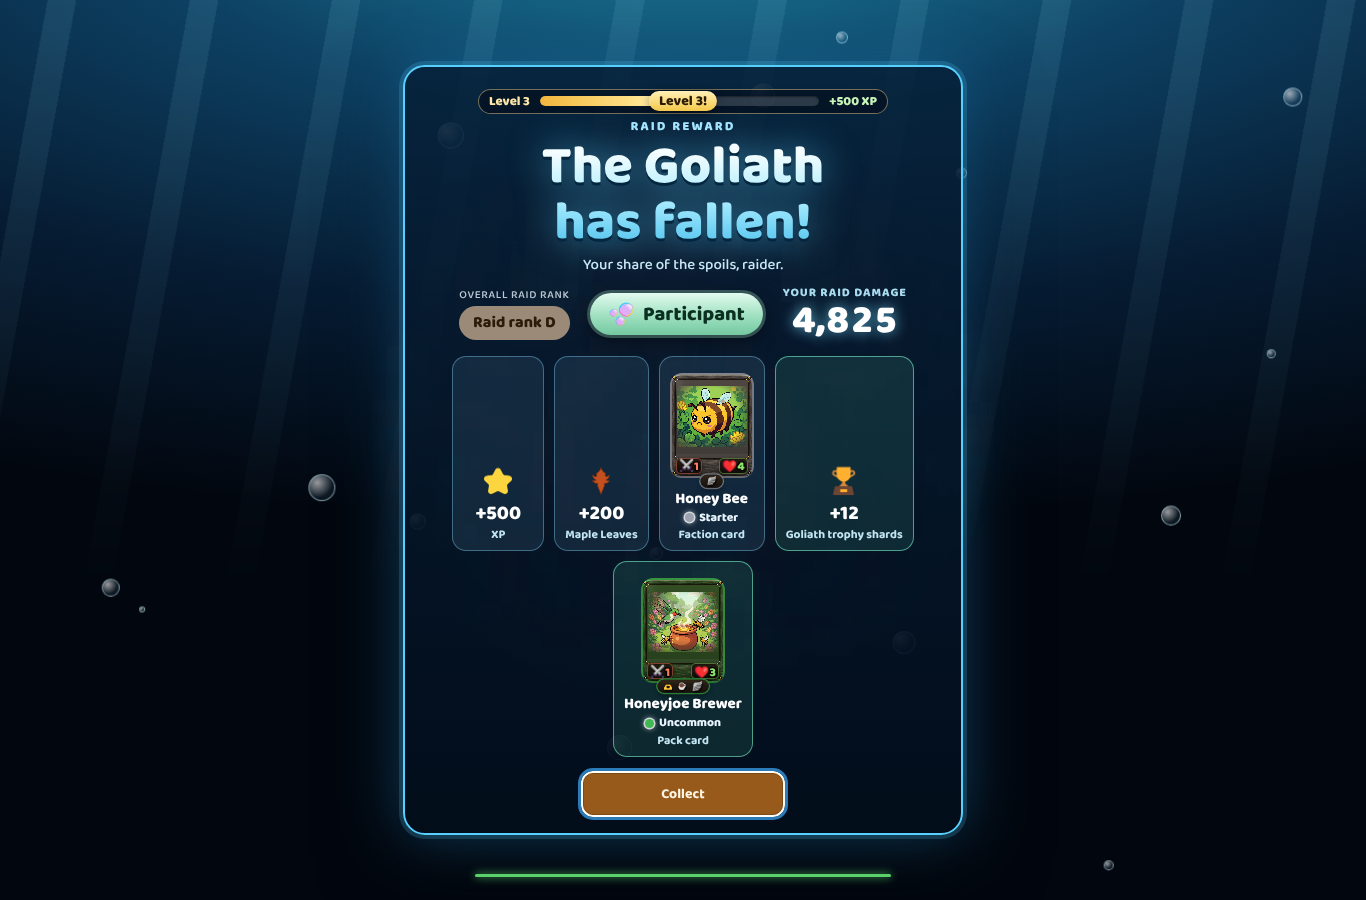 Level 3
Level 3!
+500 XP
RAID REWARD
The Goliath
has fallen!
Your share of the spoils, raider.
OVERALL RAID RANK
Raid rank D
Participant
YOUR RAID DAMAGE
4,825
+500
XP
+200
Maple Leaves
1
4
Honey Bee
Starter
Faction card
+12
Goliath trophy shards
1
3
Honeyjoe Brewer
Uncommon
Pack card
Collect